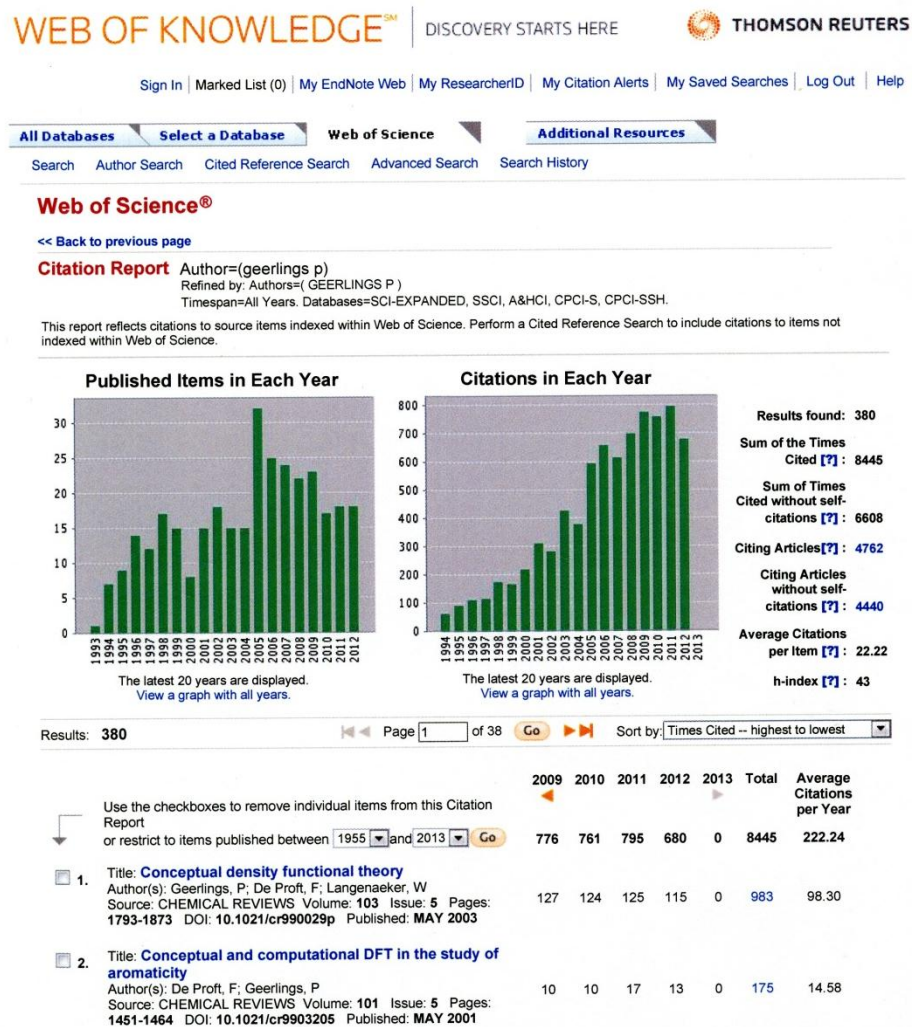 WEB OF KNOWLEDGE℠ DISCOVERY STARTS HERE THOMSON REUTERS
Sign In | Marked List (0) | My EndNote Web | My ResearcherID | My Citation Alerts | My Saved Searches | Log Out | Help
All Databases Select a Database Web of Science Additional Resources
Search Author Search Cited Reference Search Advanced Search Search History
Web of Science®
<< Back to previous page
Citation Report Author=(geerlings p)
Refined by: Authors=( GEERLINGS P )
Timespan=All Years. Databases=SCI-EXPANDED, SSCI, A&HCI, CPCI-S, CPCI-SSH.
This report reflects citations to source items indexed within Web of Science. Perform a Cited Reference Search to include citations to items not
indexed within Web of Science.
Published Items in Each Year
30
25
20
15
10
5
0
1993 1994 1995 1996 1997 1998 1999 2000 2001 2002 2003 2004 2005 2006 2007 2008 2009 2010 2011 2012
The latest 20 years are displayed.
View a graph with all years.
Citations in Each Year
800
700
600
500
400
300
200
100
0
1994 1995 1996 1997 1998 1999 2000 2001 2002 2003 2004 2005 2006 2007 2008 2009 2010 2011 2012 2013
The latest 20 years are displayed.
View a graph with all years.
Results found: 380
Sum of the Times
Cited [?] : 8445
Sum of Times
Cited without self-
citations [?] : 6608
Citing Articles[?] : 4762
Citing Articles
without self-
citations [?] : 4440
Average Citations
per Item [?] : 22.22
h-index [?] : 43
Results: 380 Page 1 of 38 Go Sort by: Times Cited -- highest to lowest
2009 2010 2011 2012 2013 Total Average
Citations
per Year
Use the checkboxes to remove individual items from this Citation
Report
or restrict to items published between 1955 and 2013 Go 776 761 795 680 0 8445 222.24
1. Title: Conceptual density functional theory
Author(s): Geerlings, P; De Proft, F; Langenaeker, W
Source: CHEMICAL REVIEWS Volume: 103 Issue: 5 Pages: 127 124 125 115 0 983 98.30
1793-1873 DOI: 10.1021/cr990029p Published: MAY 2003
2. Title: Conceptual and computational DFT in the study of
aromaticity
Author(s): De Proft, F; Geerlings, P 10 10 17 13 0 175 14.58
Source: CHEMICAL REVIEWS Volume: 101 Issue: 5 Pages:
1451-1464 DOI: 10.1021/cr9903205 Published: MAY 2001